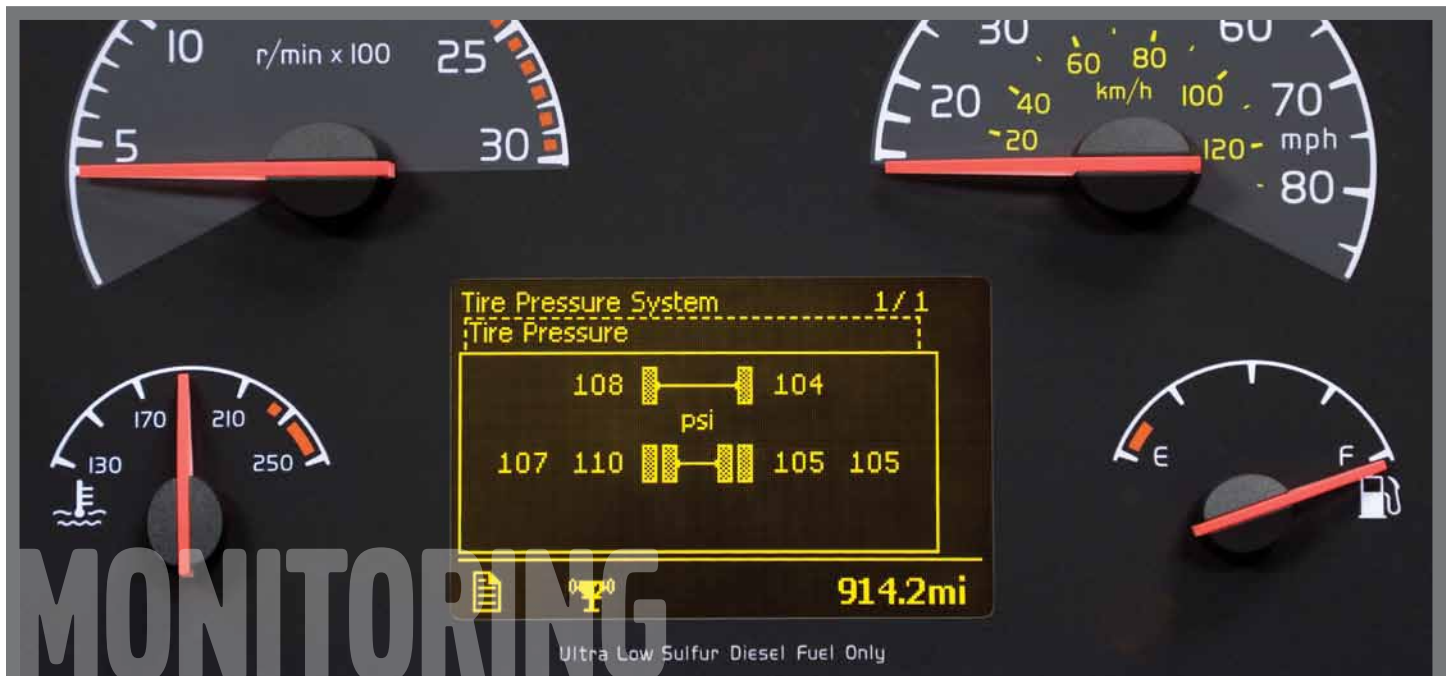 10 r/min x 100 25
5 30
30 60
60 80
20 40 km/h 100 70
20 120 mph
80
Tire Pressure System 1/1
Tire Pressure
108 104
psi
107 110 105 105
914.2mi
170 210
130 250
E F
MONITORING
Ultra Low Sulfur Diesel Fuel Only